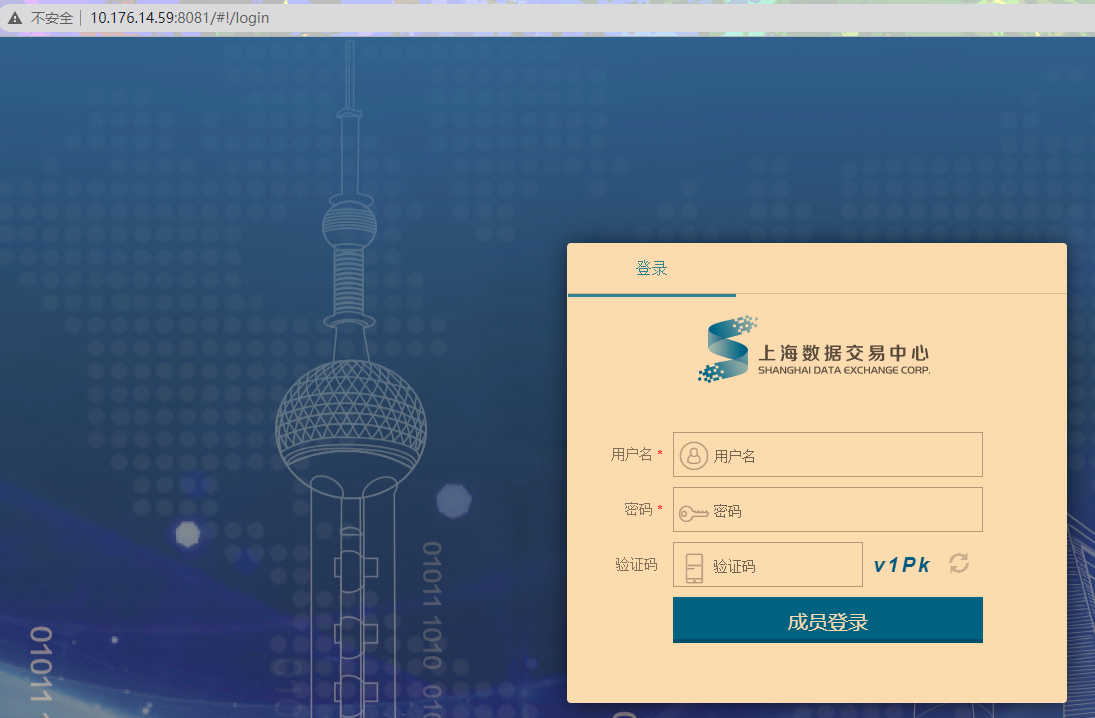 不安全 | 10.176.14.59:8081/#!/login
登录
上海数据交易中心
SHANGHAI DATA EXCHANGE CORP.
用户名 * 用户名
密码 * 密码
验证码 验证码 v1Pk
成员登录
01011 1010 010
01011